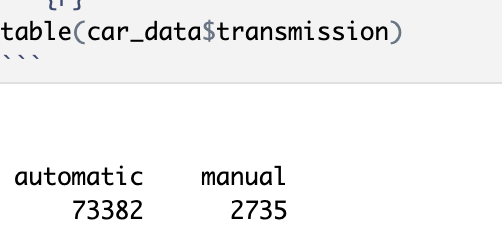 {r}
table(car_data$transmission)
```
automatic manual
73382 2735